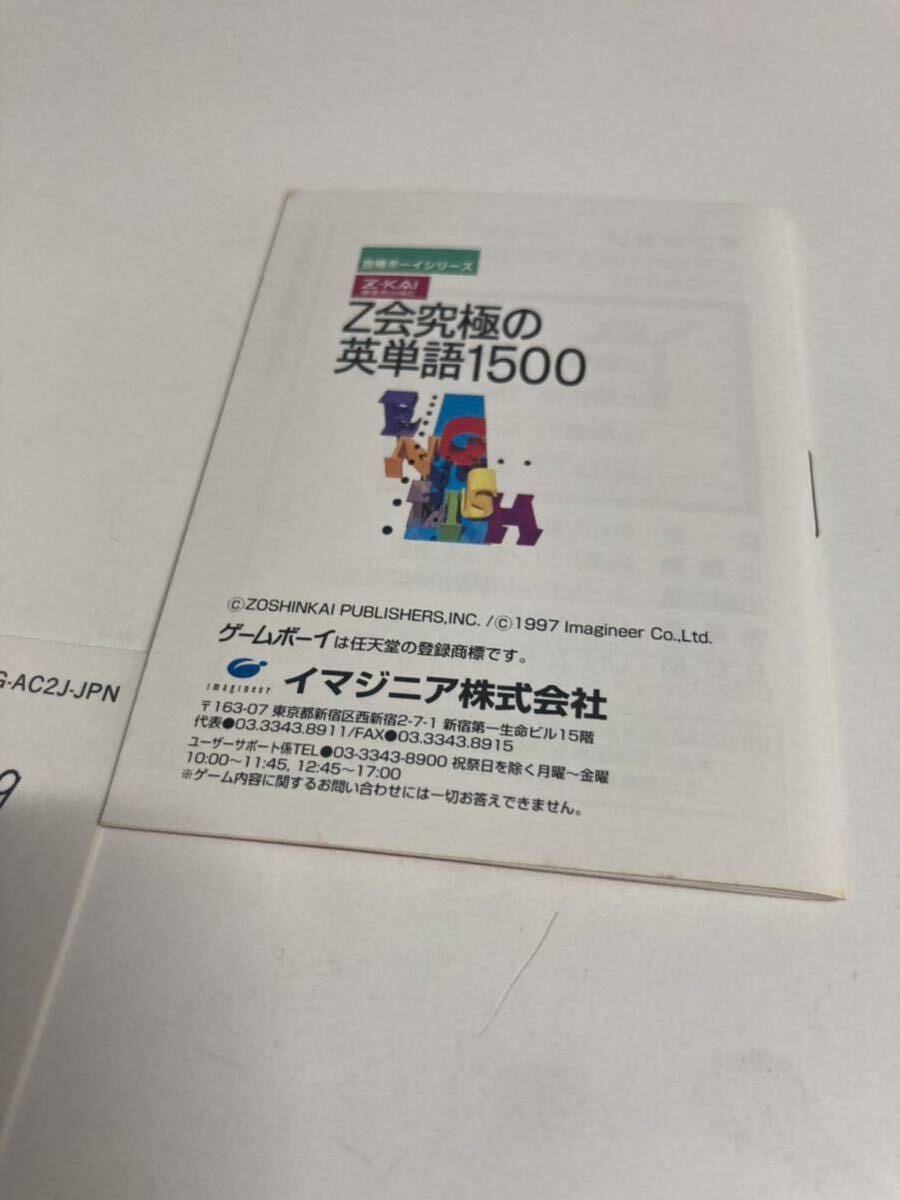 合格ボーイシリーズ
Z-KAI
Z会究極の
英単語1500
ENGLISH
©ZOSHINKAI PUBLISHERS,INC. /©1997 Imagineer Co.,Ltd.
ゲームボーイは任天堂の登録商標です。
imagineer イマジニア株式会社
〒163-07 東京都新宿区西新宿2-7-1 新宿第一生命ビル15階
代表●03.3343.8911/FAX●03.3343.8915
ユーザーサポート係TEL●03-3343-8900 祝祭日を除く月曜〜金曜
10:00〜11:45, 12:45〜17:00
※ゲーム内容に関するお問い合わせには一切お答えできません。
G-AC2J-JPN
9